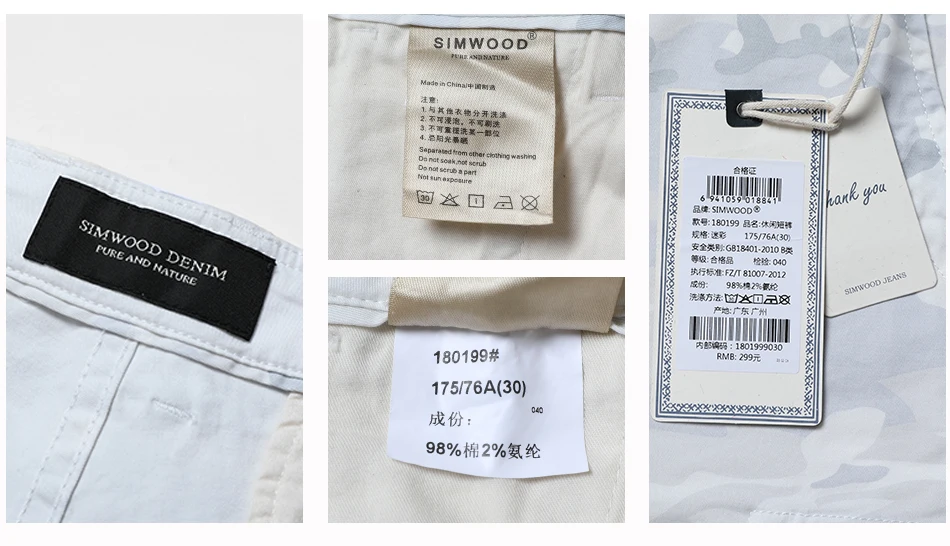 SIMWOOD DENIM
PURE AND NATURE
SIMWOOD®
PURE AND NATURE
Made in China/中国制造
注意:
1. 与其他衣物分开洗涤
2. 不可浸泡、不可刷洗
3. 不可重搓洗某一部位
4. 忌阳光暴晒
Separated from other clothing washing
Do not soak,not scrub
Do not scrub a part
Not sun exposure
30
180199#
175/76A(30)
成份:
040
98%棉2%氨纶
合格证
6 941059 018841
品牌: SIMWOOD®
款号: 180199 品名:休闲短裤
规格: 迷彩 175/76A(30)
安全类别:GB18401-2010 B类
等级: 合格品 检验: 040
执行标准: FZ/T 81007-2012
成份: 98%棉2%氨纶
洗涤方法:
产地: 广东 广州
内部编码：1801999030
RMB: 299元
Thank you
SIMWOOD JEANS